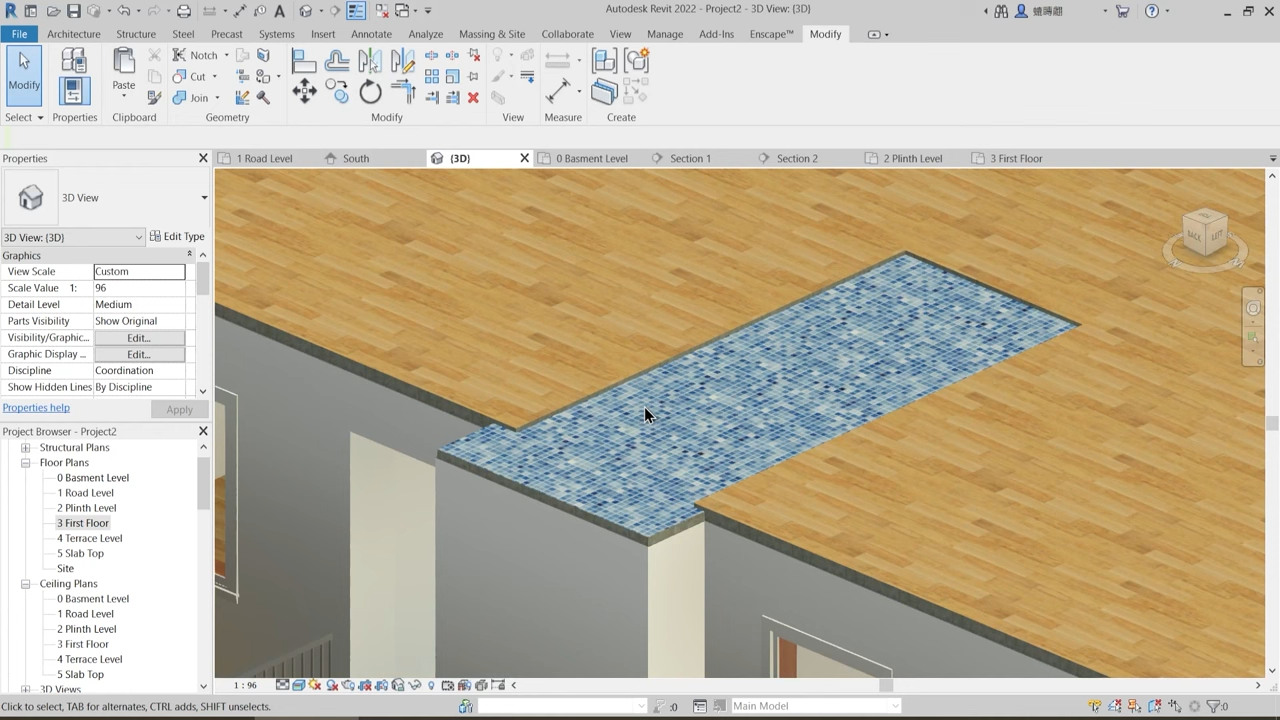 Autodesk Revit 2022 - Project2 - 3D View: {3D}
File Architecture Structure Steel Precast Systems Insert Annotate Analyze Massing & Site Collaborate View Manage Add-Ins Enscape™ Modify
Modify
Paste
Notch
Cut
Join
Select Properties Clipboard Geometry Modify View Measure Create
Properties
1 Road Level South {3D} 0 Basment Level Section 1 Section 2 2 Plinth Level 3 First Floor
3D View
3D View: {3D} Edit Type
Graphics
View Scale Custom
Scale Value 1: 96
Detail Level Medium
Parts Visibility Show Original
Visibility/Graphic... Edit...
Graphic Display ... Edit...
Discipline Coordination
Show Hidden Lines By Discipline
Properties help Apply
Project Browser - Project2
Structural Plans
Floor Plans
0 Basment Level
1 Road Level
2 Plinth Level
3 First Floor
4 Terrace Level
5 Slab Top
Site
Ceiling Plans
0 Basment Level
1 Road Level
2 Plinth Level
3 First Floor
4 Terrace Level
5 Slab Top
3D Views
BACK LEFT
1 : 96
Click to select, TAB for alternates, CTRL adds, SHIFT unselects. :0 Main Model :0